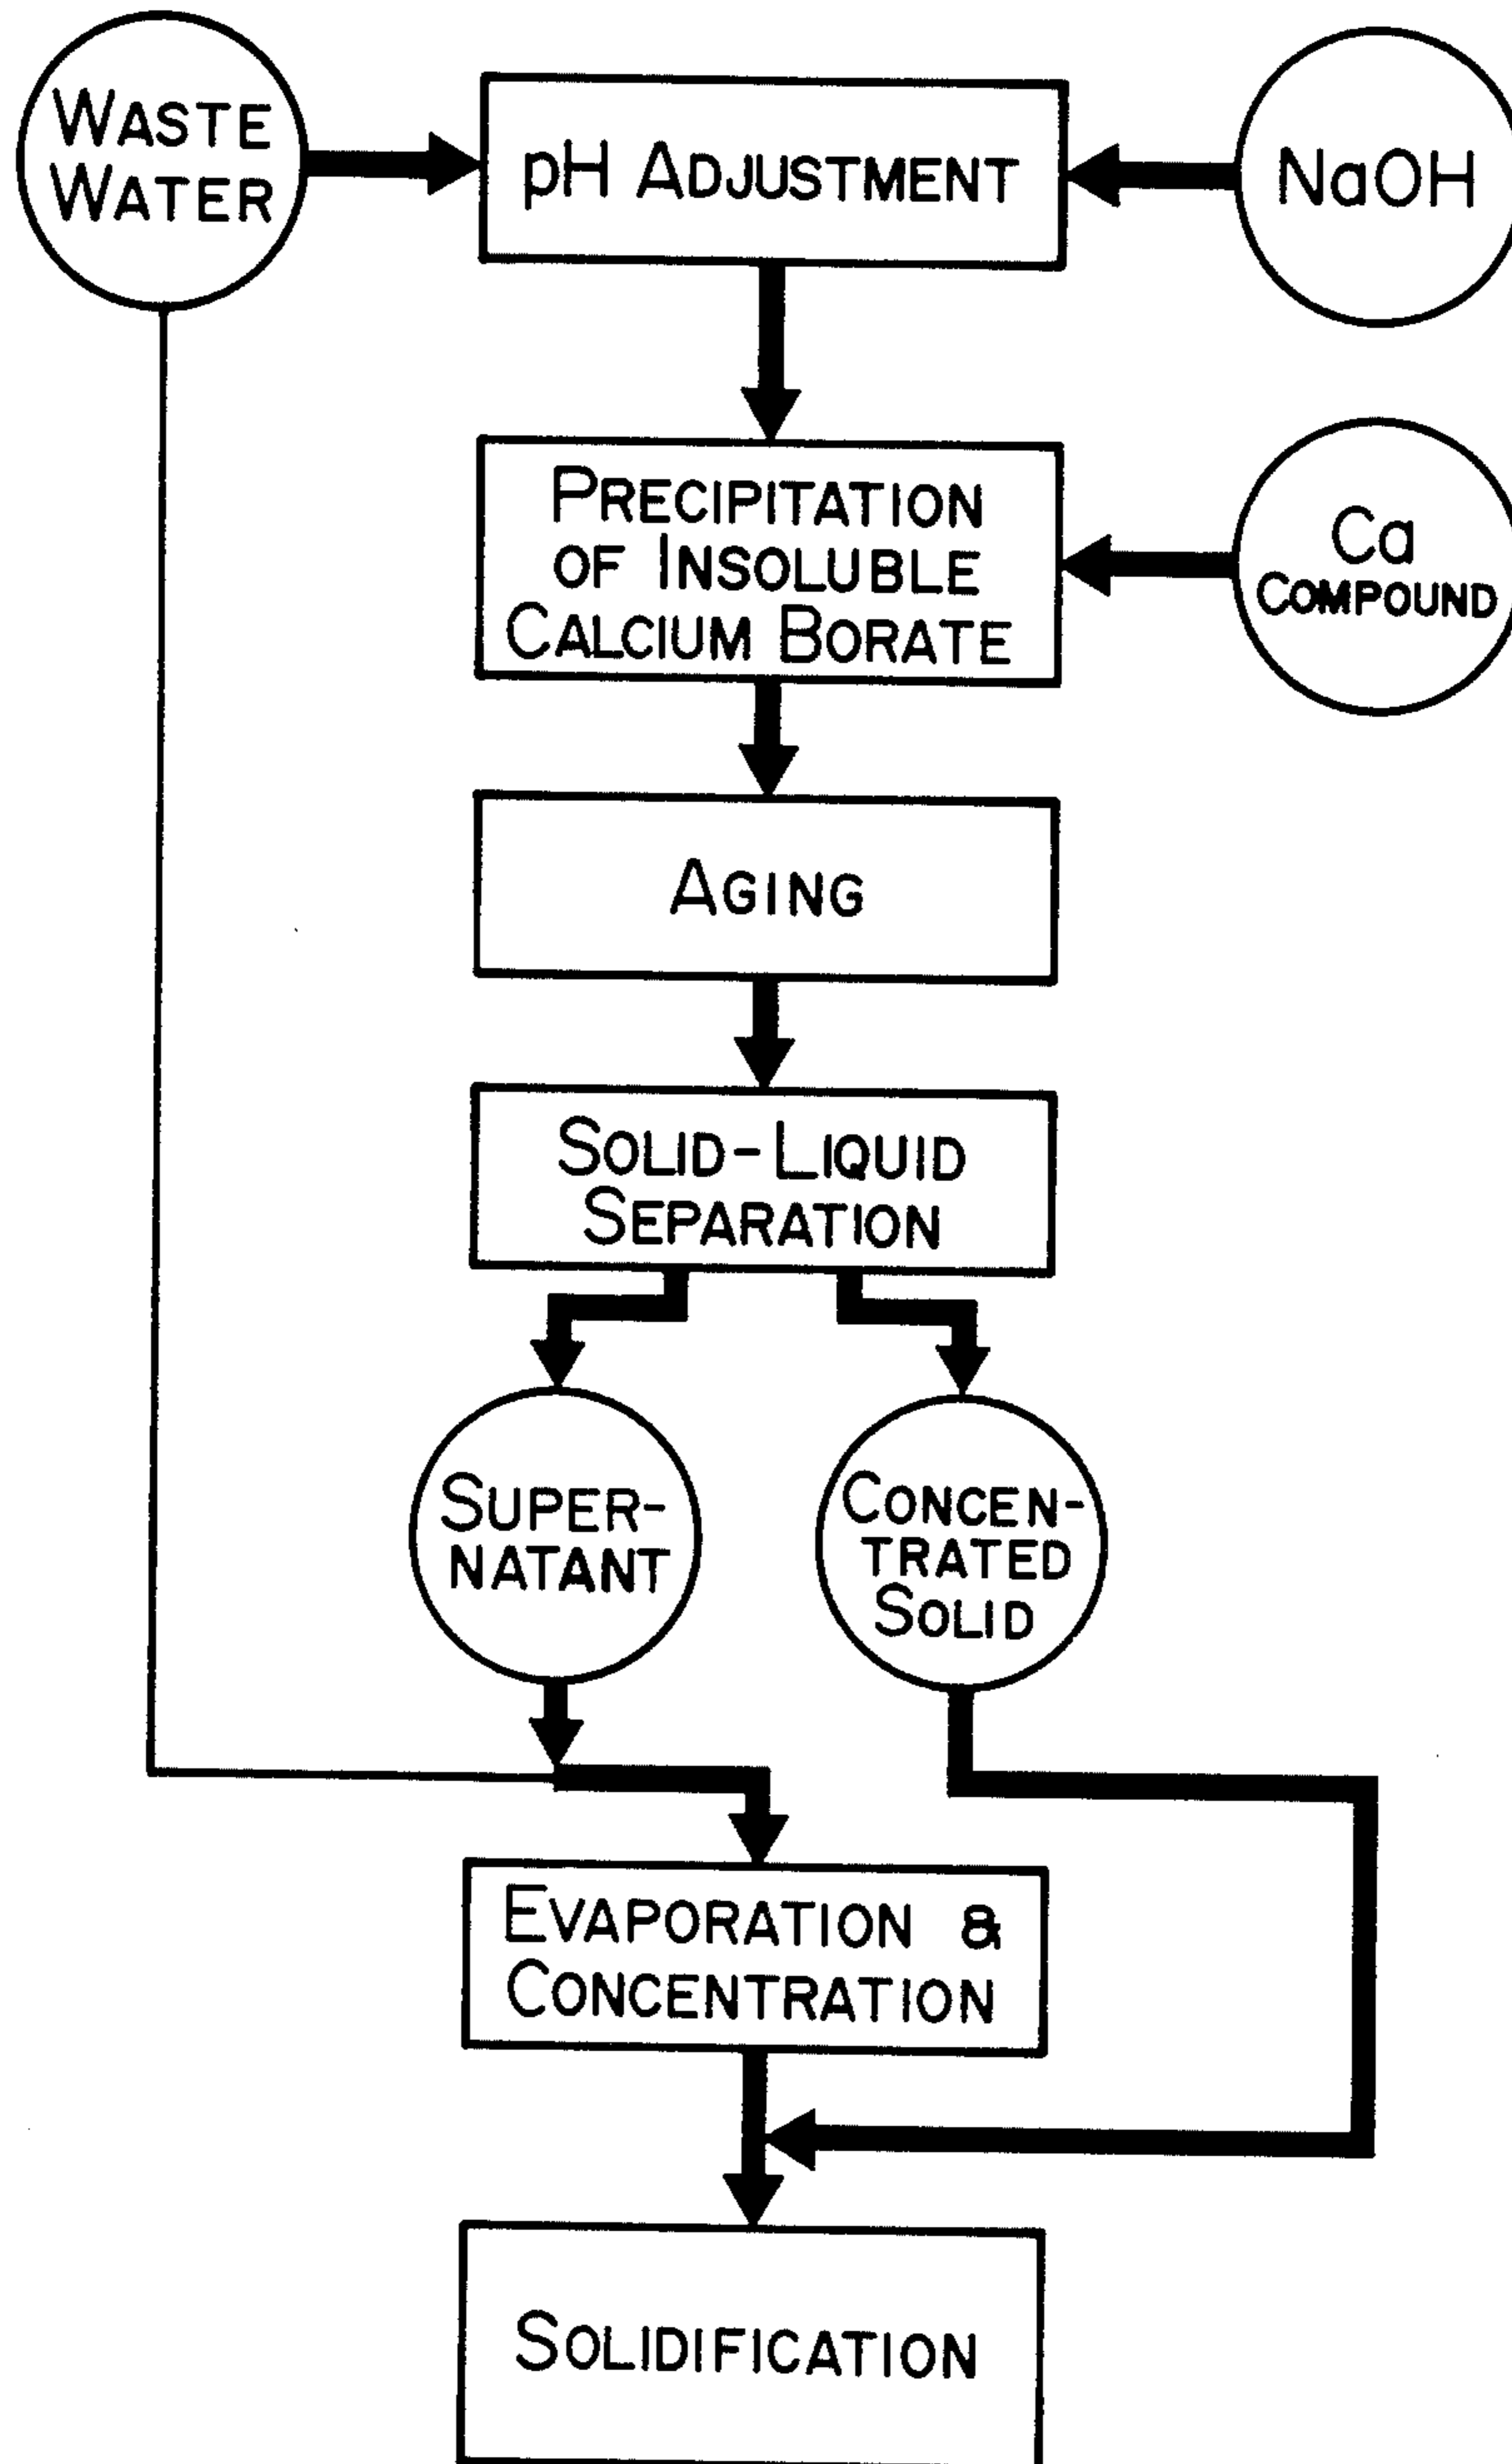 WASTE
WATER
pH ADJUSTMENT
NaOH
PRECIPITATION
OF INSOLUBLE
CALCIUM BORATE
Ca
COMPOUND
AGING
SOLID-LIQUID
SEPARATION
SUPER-
NATANT
CONCEN-
TRATED
SOLID
EVAPORATION &
CONCENTRATION
SOLIDIFICATION